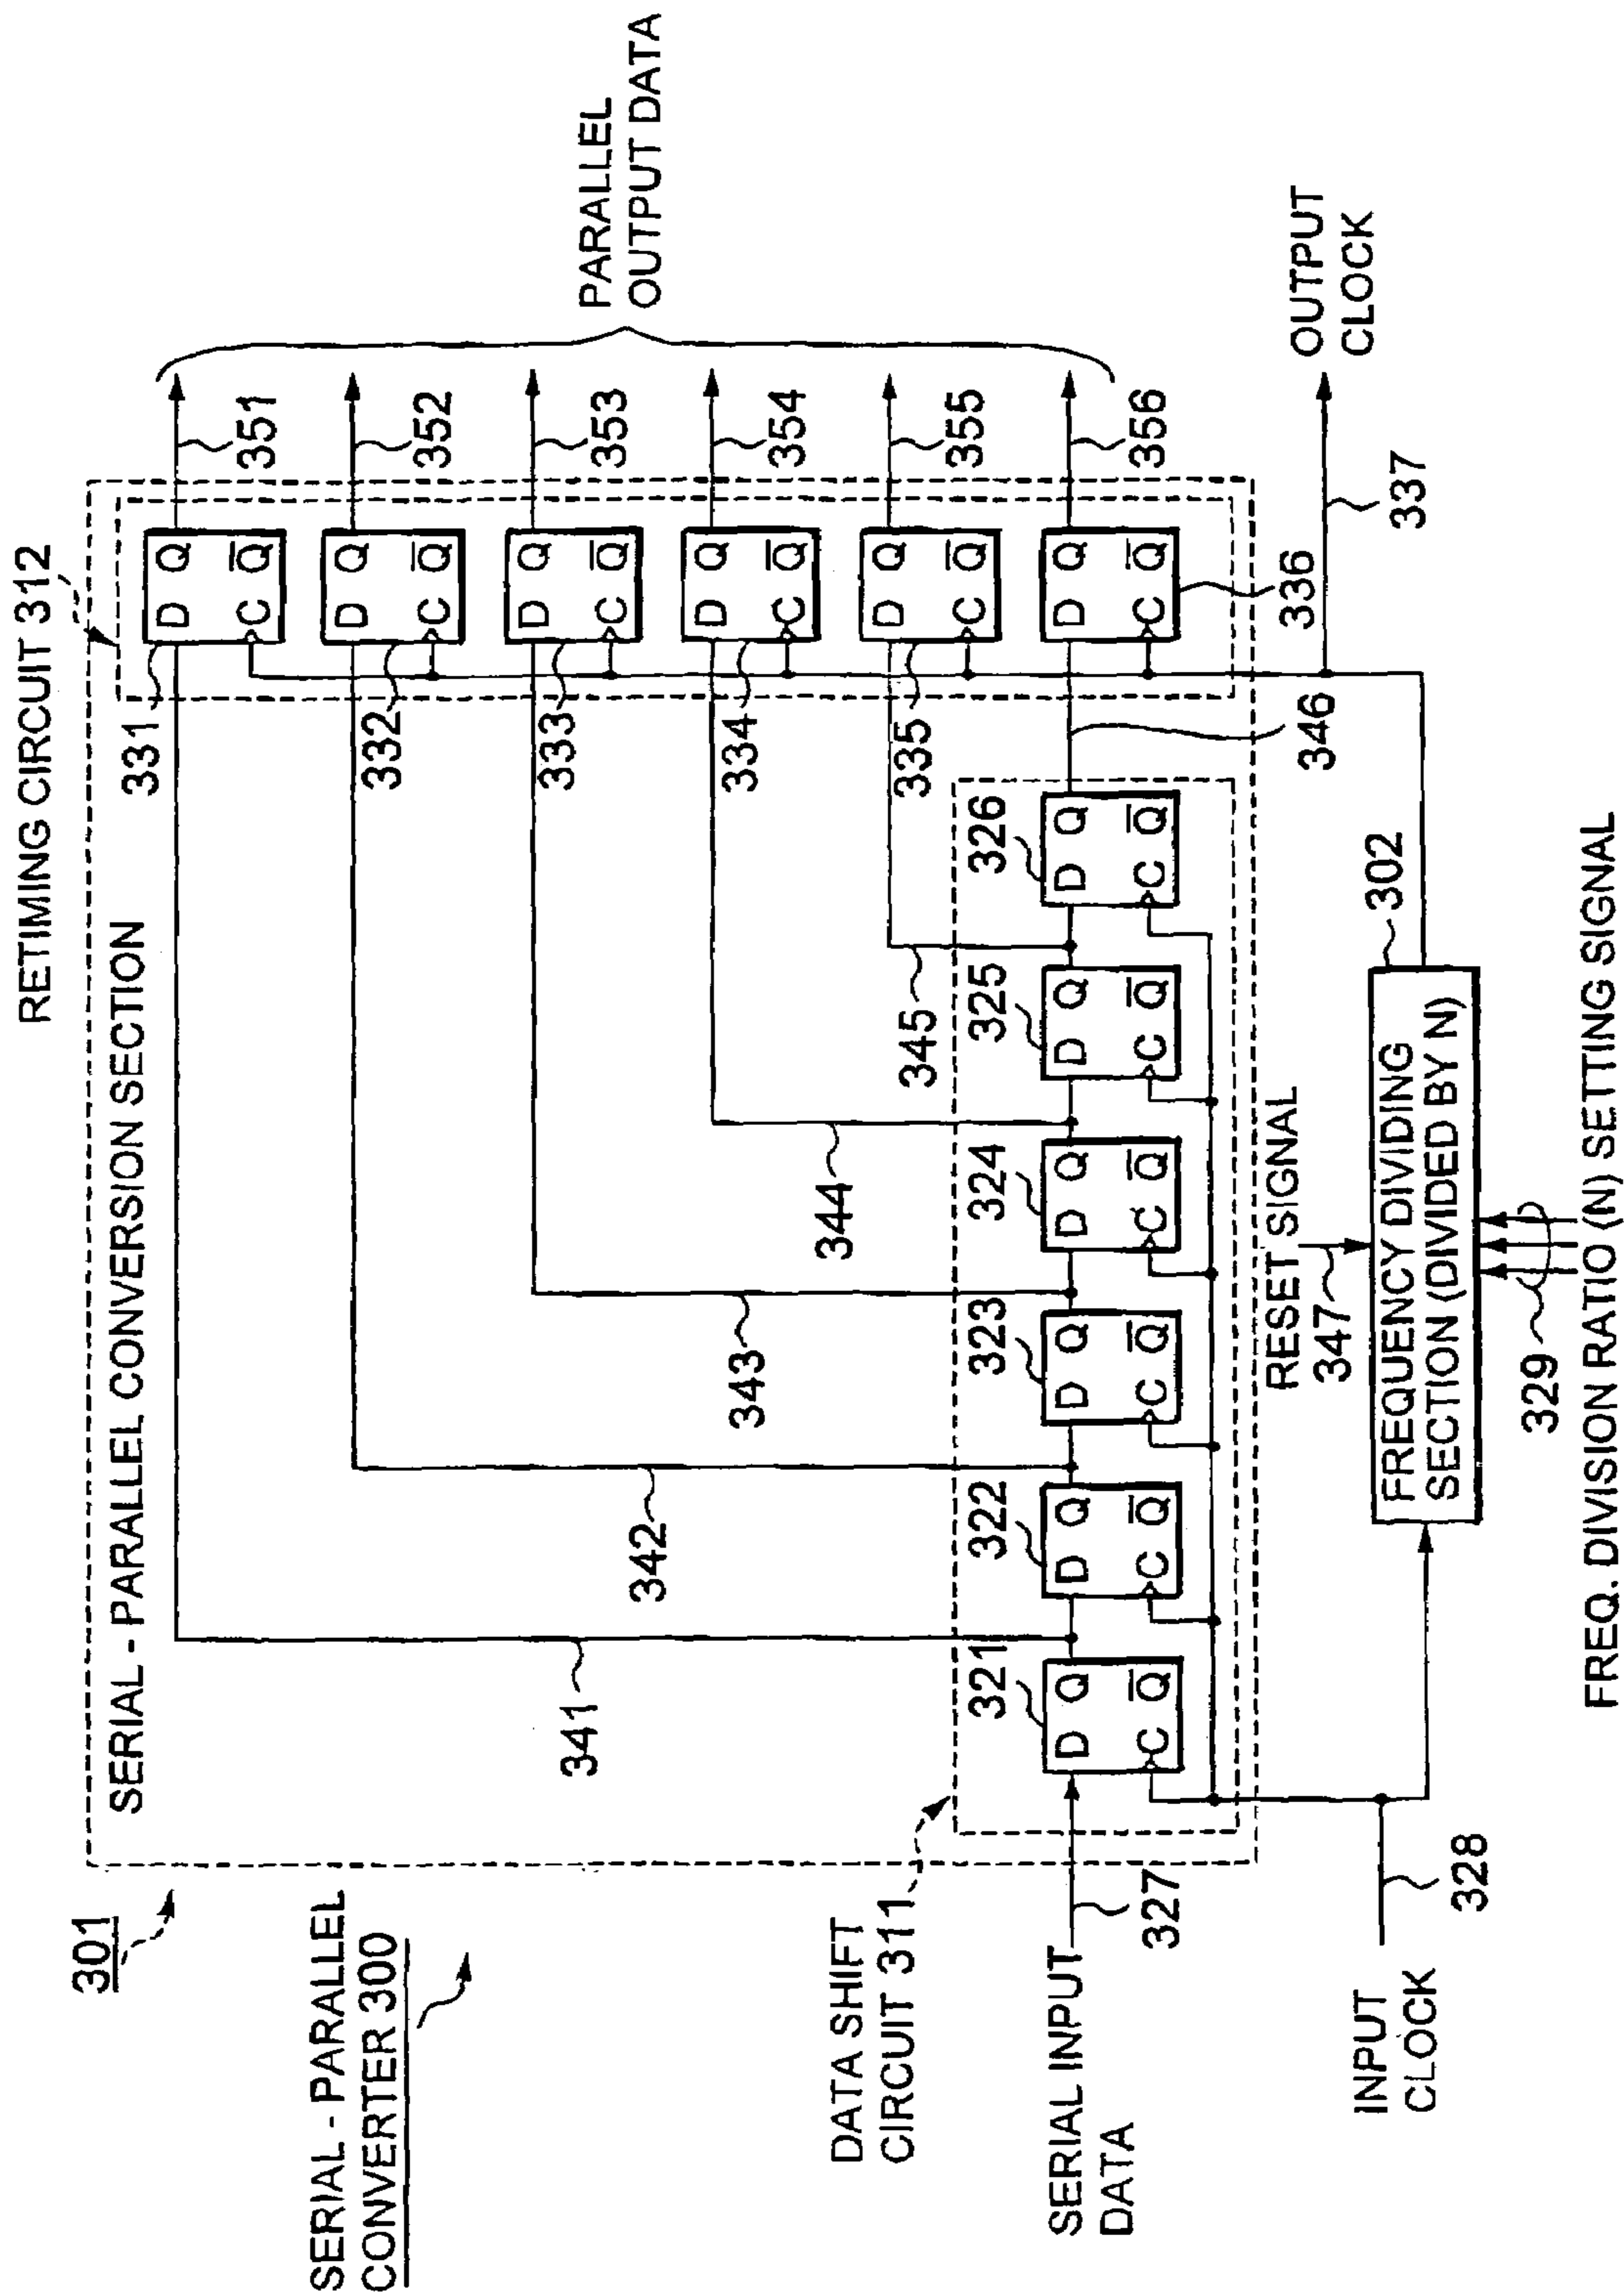 SERIAL - PARALLEL
CONVERTER 300
301
SERIAL - PARALLEL CONVERSION SECTION
RETIMING CIRCUIT 312
331
D Q
C Q̅
351
332
D Q
C Q̅
352
333
D Q
C Q̅
353
334
D Q
C Q̅
354
335
D Q
C Q̅
355
336
D Q
C Q̅
356
PARALLEL
OUTPUT DATA
341
342
343
344
345
346
DATA SHIFT
CIRCUIT 311
SERIAL INPUT
DATA
327
321
D Q
C Q̅
322
D Q
C Q̅
323
D Q
C Q̅
324
D Q
C Q̅
325
D Q
C Q̅
326
D Q
C Q̅
INPUT
CLOCK
328
RESET SIGNAL
347
FREQUENCY DIVIDING
SECTION (DIVIDED BY N)
302
329
FREQ. DIVISION RATIO (N) SETTING SIGNAL
337
OUTPUT
CLOCK